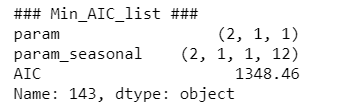 ### Min_AIC_list ###
param (2, 1, 1)
param_seasonal (2, 1, 1, 12)
AIC 1348.46
Name: 143, dtype: object